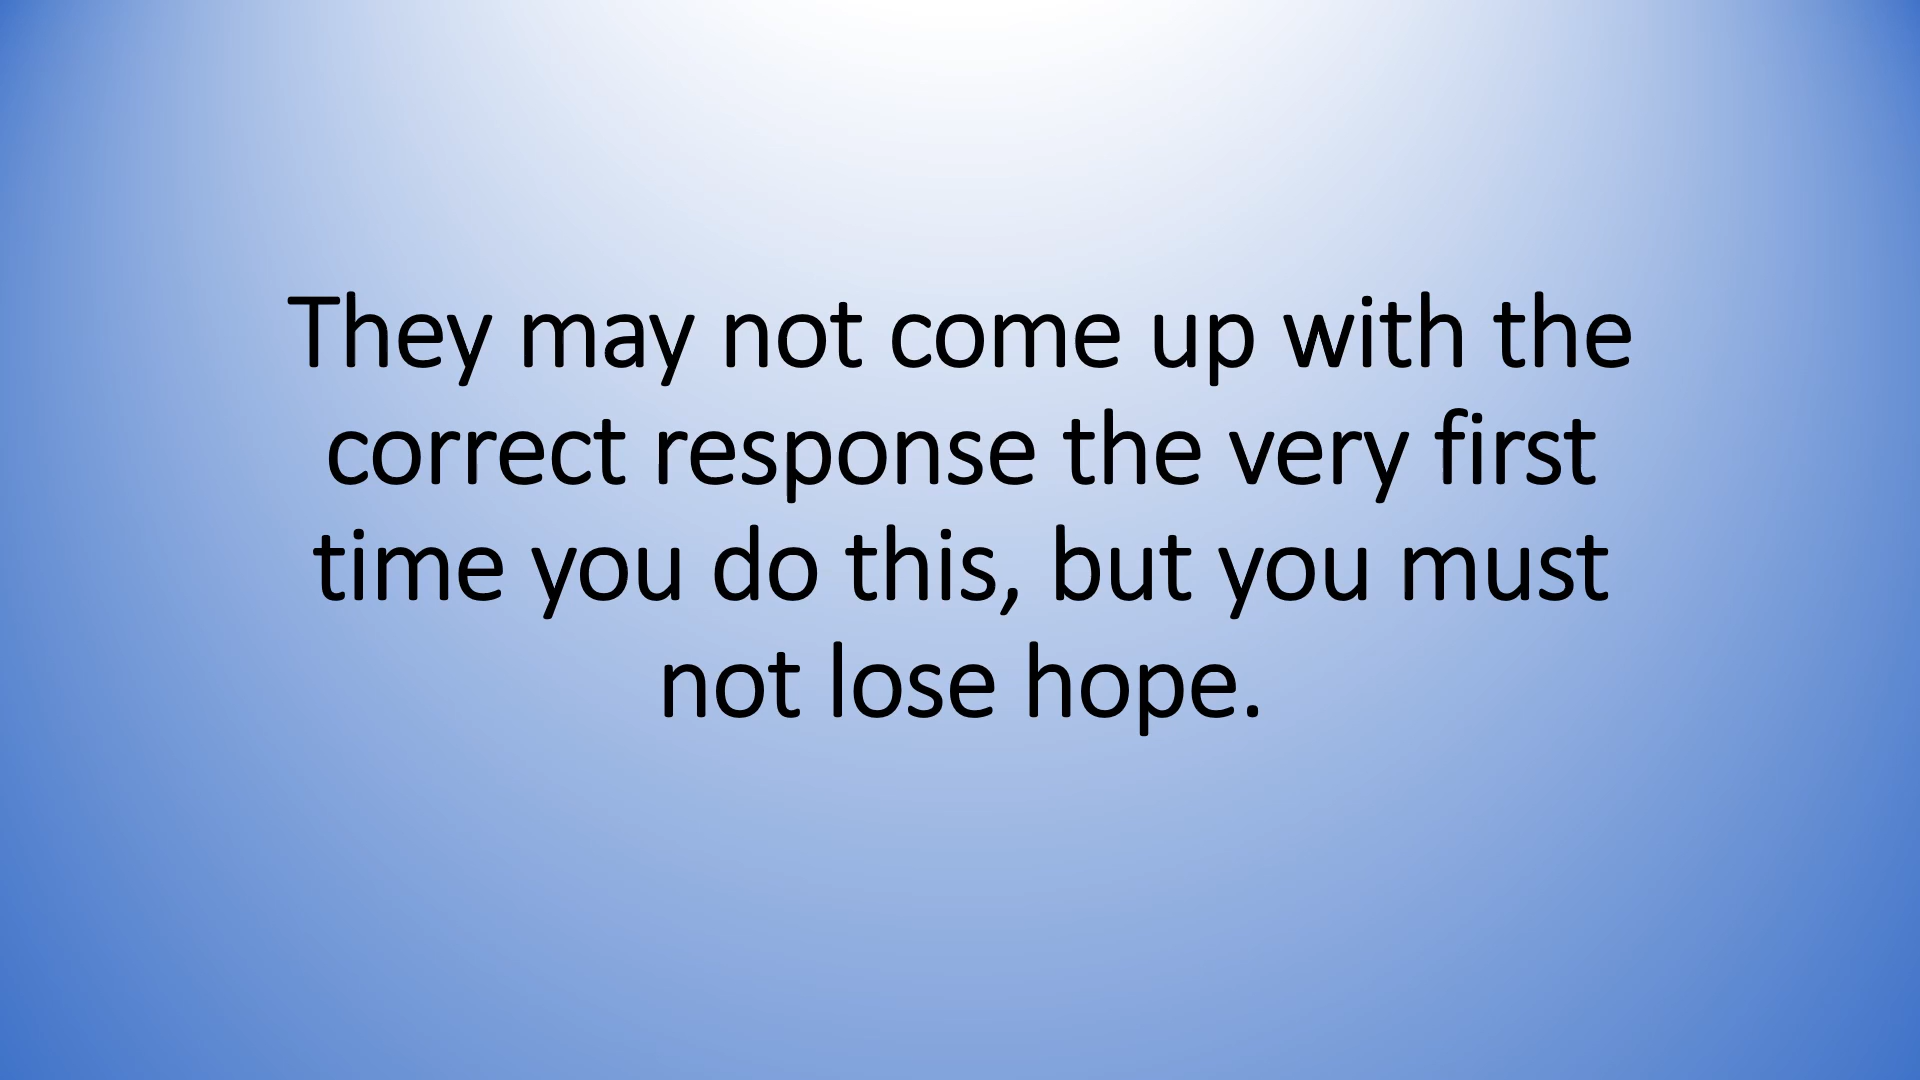 They may not come up with the
correct response the very first
time you do this, but you must
not lose hope.